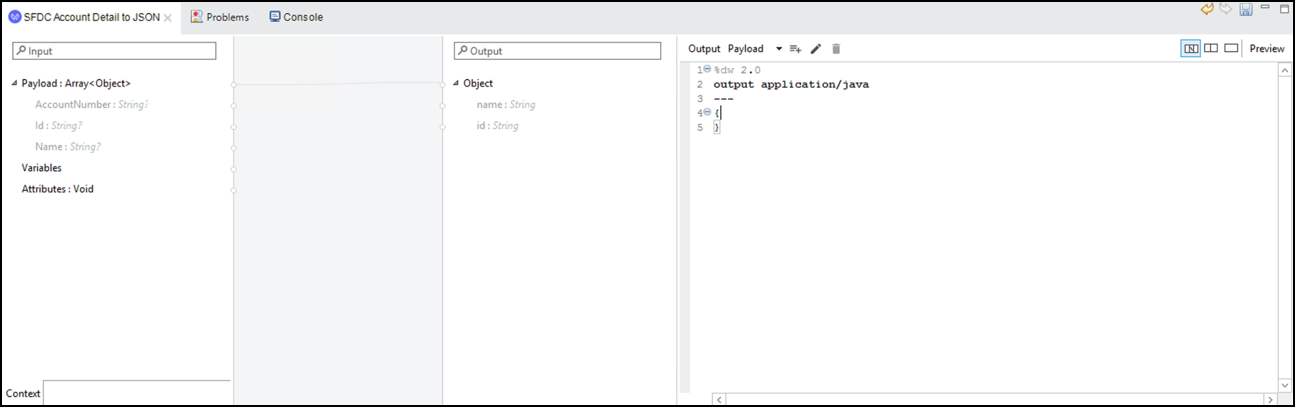 SFDC Account Detail to JSON
Problems
Console
Input
Output
Output Payload
Preview
Payload : Array<Object>
AccountNumber : String?
Id : String?
Name : String?
Variables
Attributes : Void
Object
name : String
id : String
1 %dw 2.0
2 output application/java
3 ---
4 {
5 }
Context